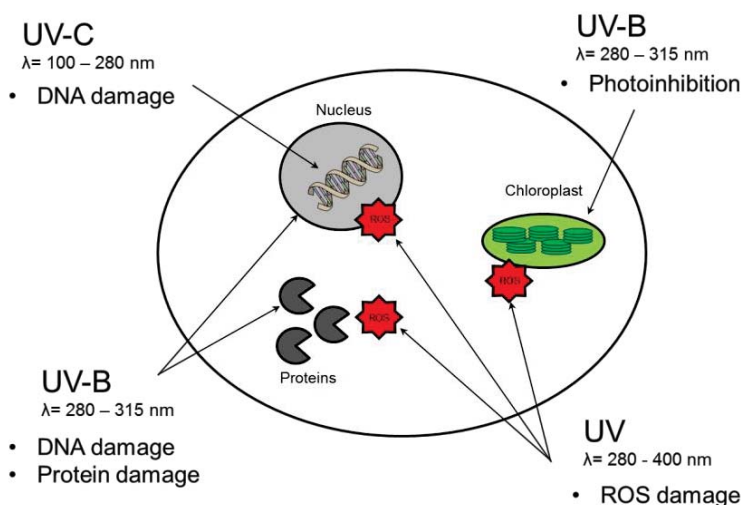 UV-C
λ= 100 – 280 nm
• DNA damage
UV-B
λ= 280 – 315 nm
• Photoinhibition
Nucleus
ROS
Chloroplast
ROS
ROS
Proteins
UV-B
λ= 280 – 315 nm
• DNA damage
• Protein damage
UV
λ= 280 - 400 nm
• ROS damage